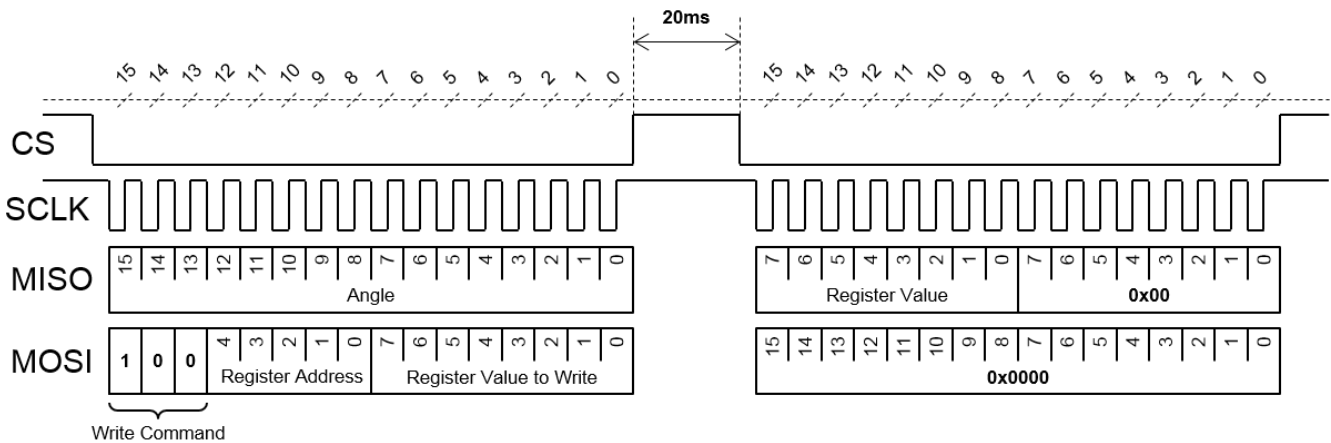 20ms
15 14 13 12 11 10 9 8 7 6 5 4 3 2 1 0 15 14 13 12 11 10 9 8 7 6 5 4 3 2 1 0
CS
SCLK
MISO 15 14 13 12 11 10 9 8 7 6 5 4 3 2 1 0 7 6 5 4 3 2 1 0 7 6 5 4 3 2 1 0
Angle Register Value 0x00
MOSI 1 0 0 4 3 2 1 0 7 6 5 4 3 2 1 0 15 14 13 12 11 10 9 8 7 6 5 4 3 2 1 0
Register Address Register Value to Write 0x0000
Write Command